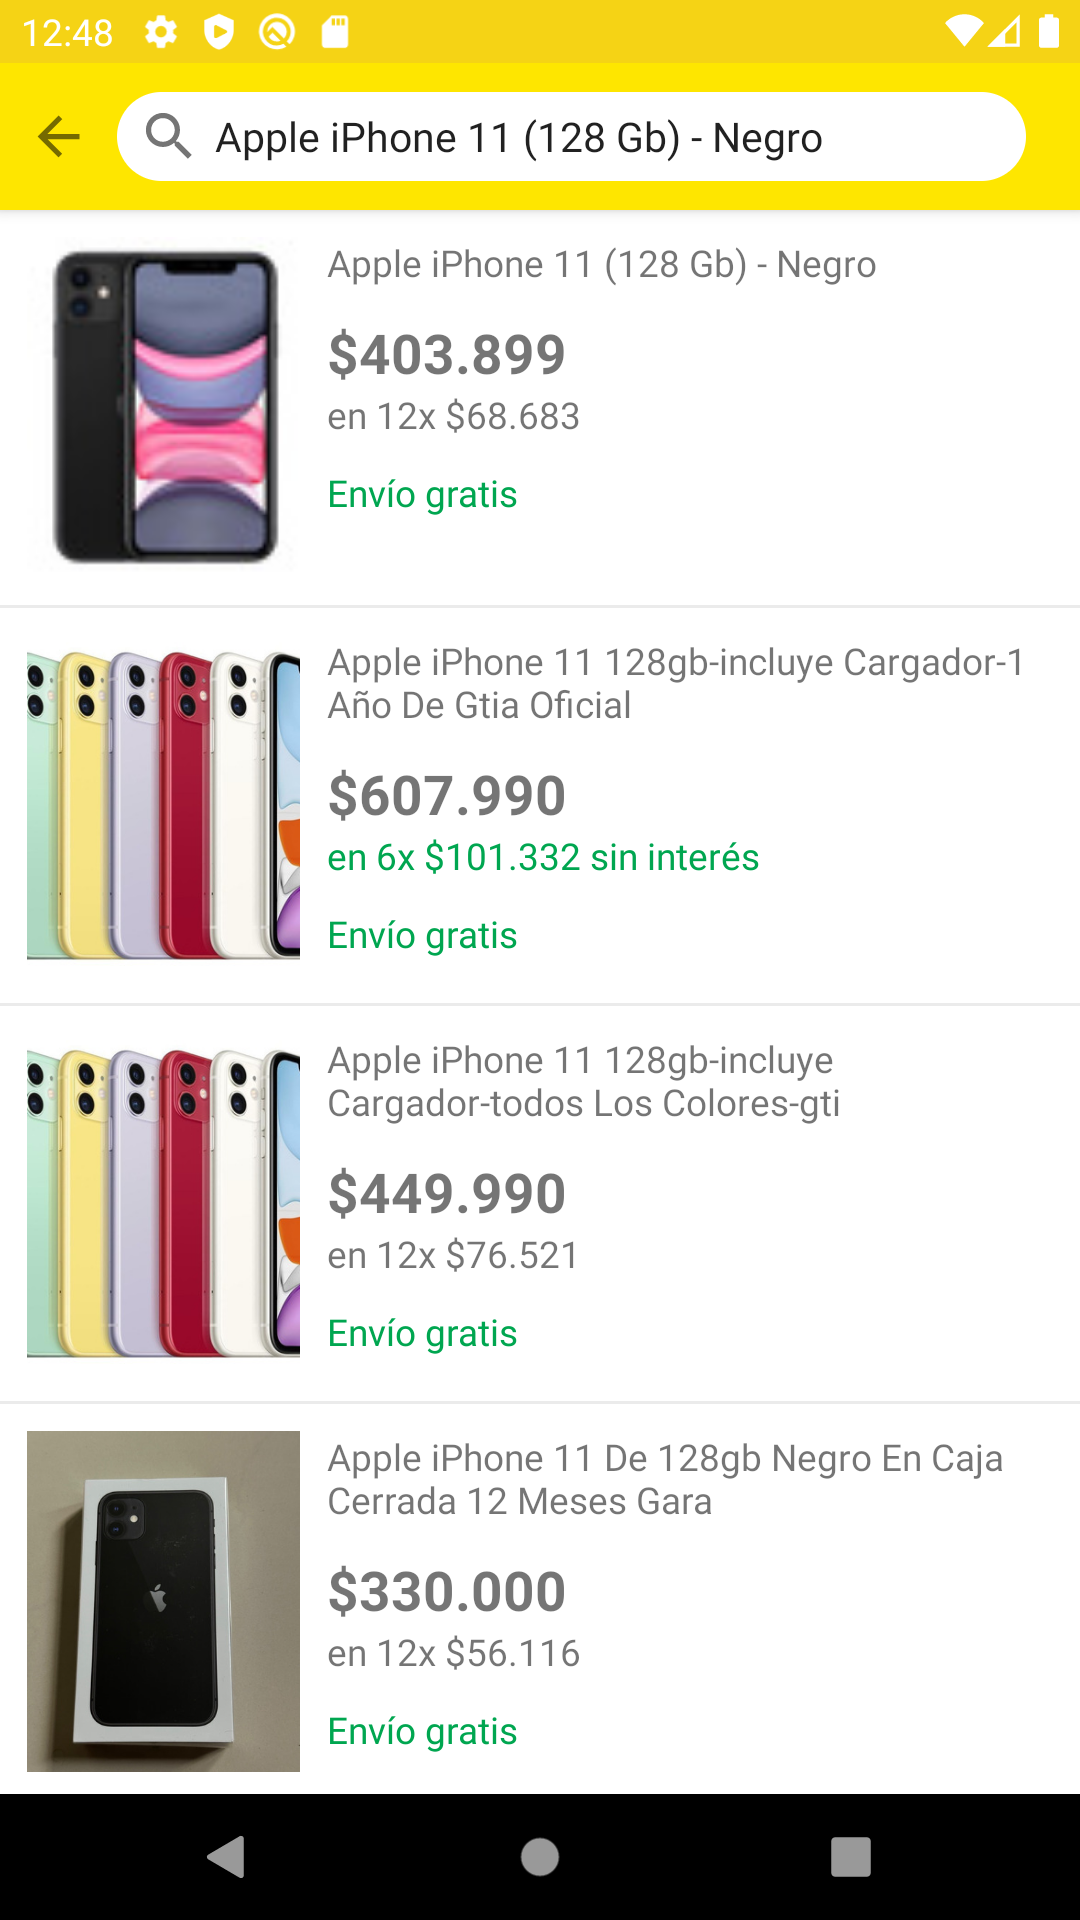 12:48
Apple iPhone 11 (128 Gb) - Negro
Apple iPhone 11 (128 Gb) - Negro
$403.899
en 12x $68.683
Envío gratis
Apple iPhone 11 128gb-incluye Cargador-1
Año De Gtia Oficial
$607.990
en 6x $101.332 sin interés
Envío gratis
Apple iPhone 11 128gb-incluye
Cargador-todos Los Colores-gti
$449.990
en 12x $76.521
Envío gratis
Apple iPhone 11 De 128gb Negro En Caja
Cerrada 12 Meses Gara
$330.000
en 12x $56.116
Envío gratis